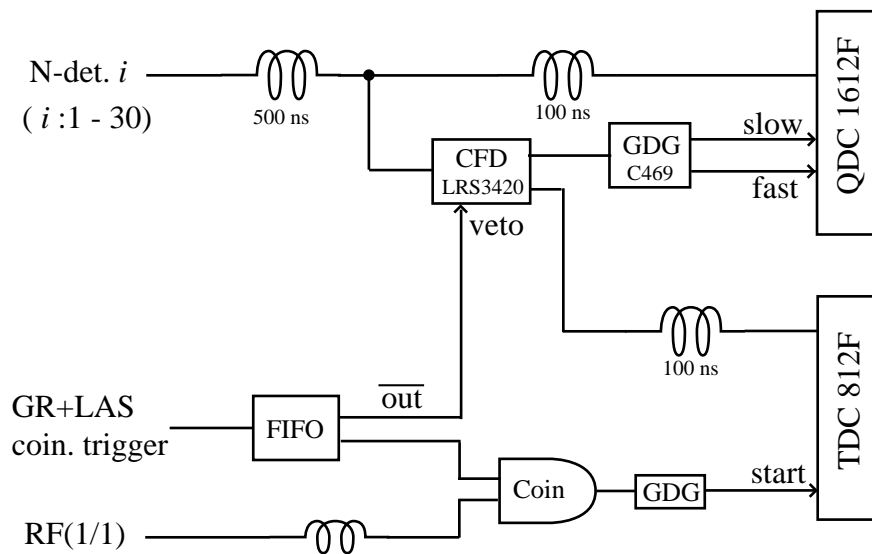 N-det. i
( i :1 - 30)
500 ns
100 ns
CFD
LRS3420
GDG
C469
slow
fast
QDC 1612F
veto
100 ns
TDC 812F
GR+LAS
coin. trigger
FIFO
out
Coin
GDG
start
RF(1/1)